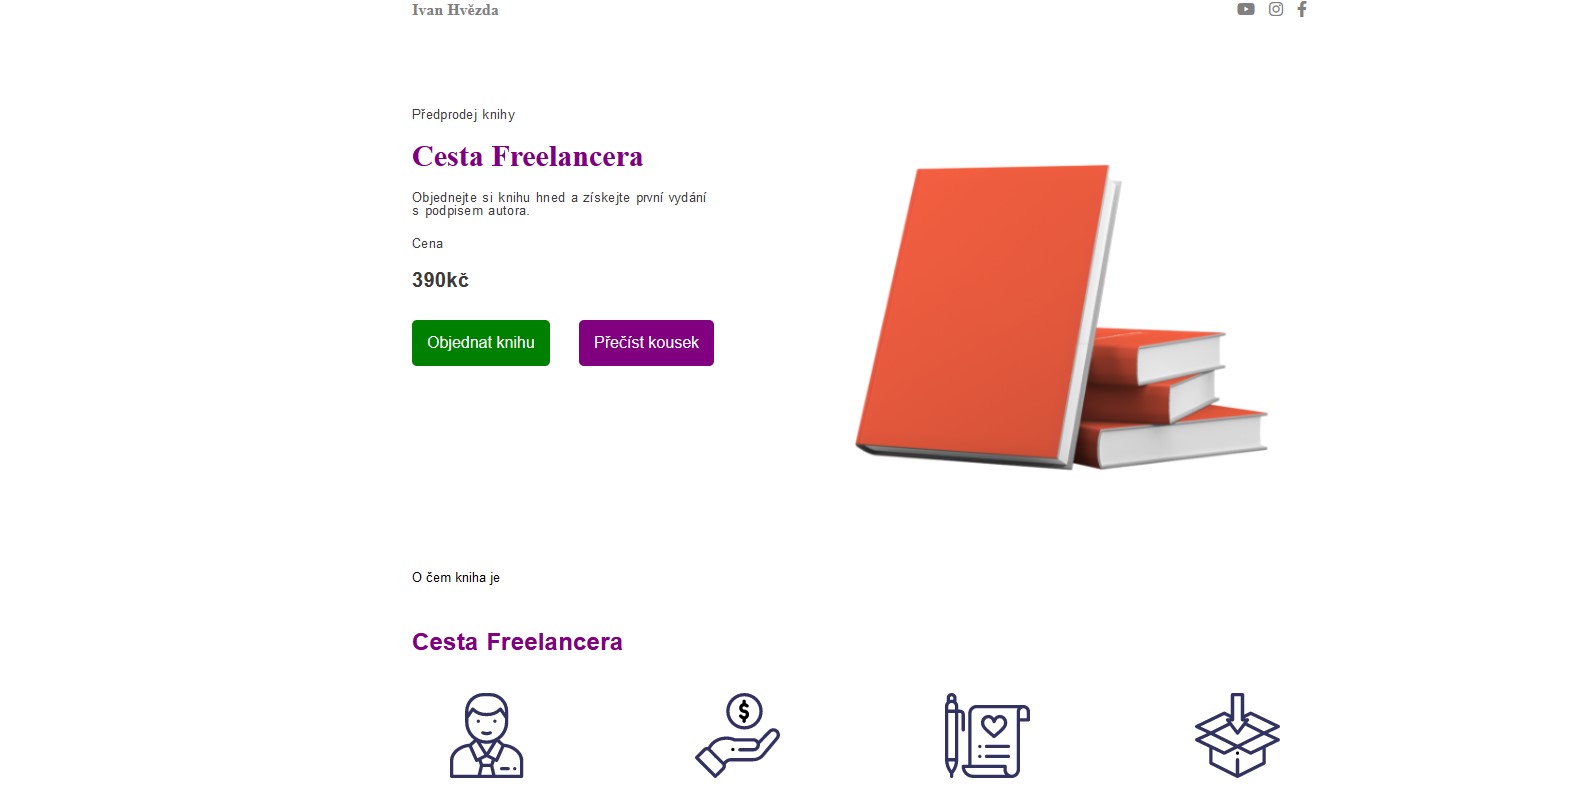 Ivan Hvězda
Předprodej knihy
Cesta Freelancera
Objednejte si knihu hned a získejte první vydání
s podpisem autora.
Cena
390kč
Objednat knihu
Přečíst kousek
O čem kniha je
Cesta Freelancera